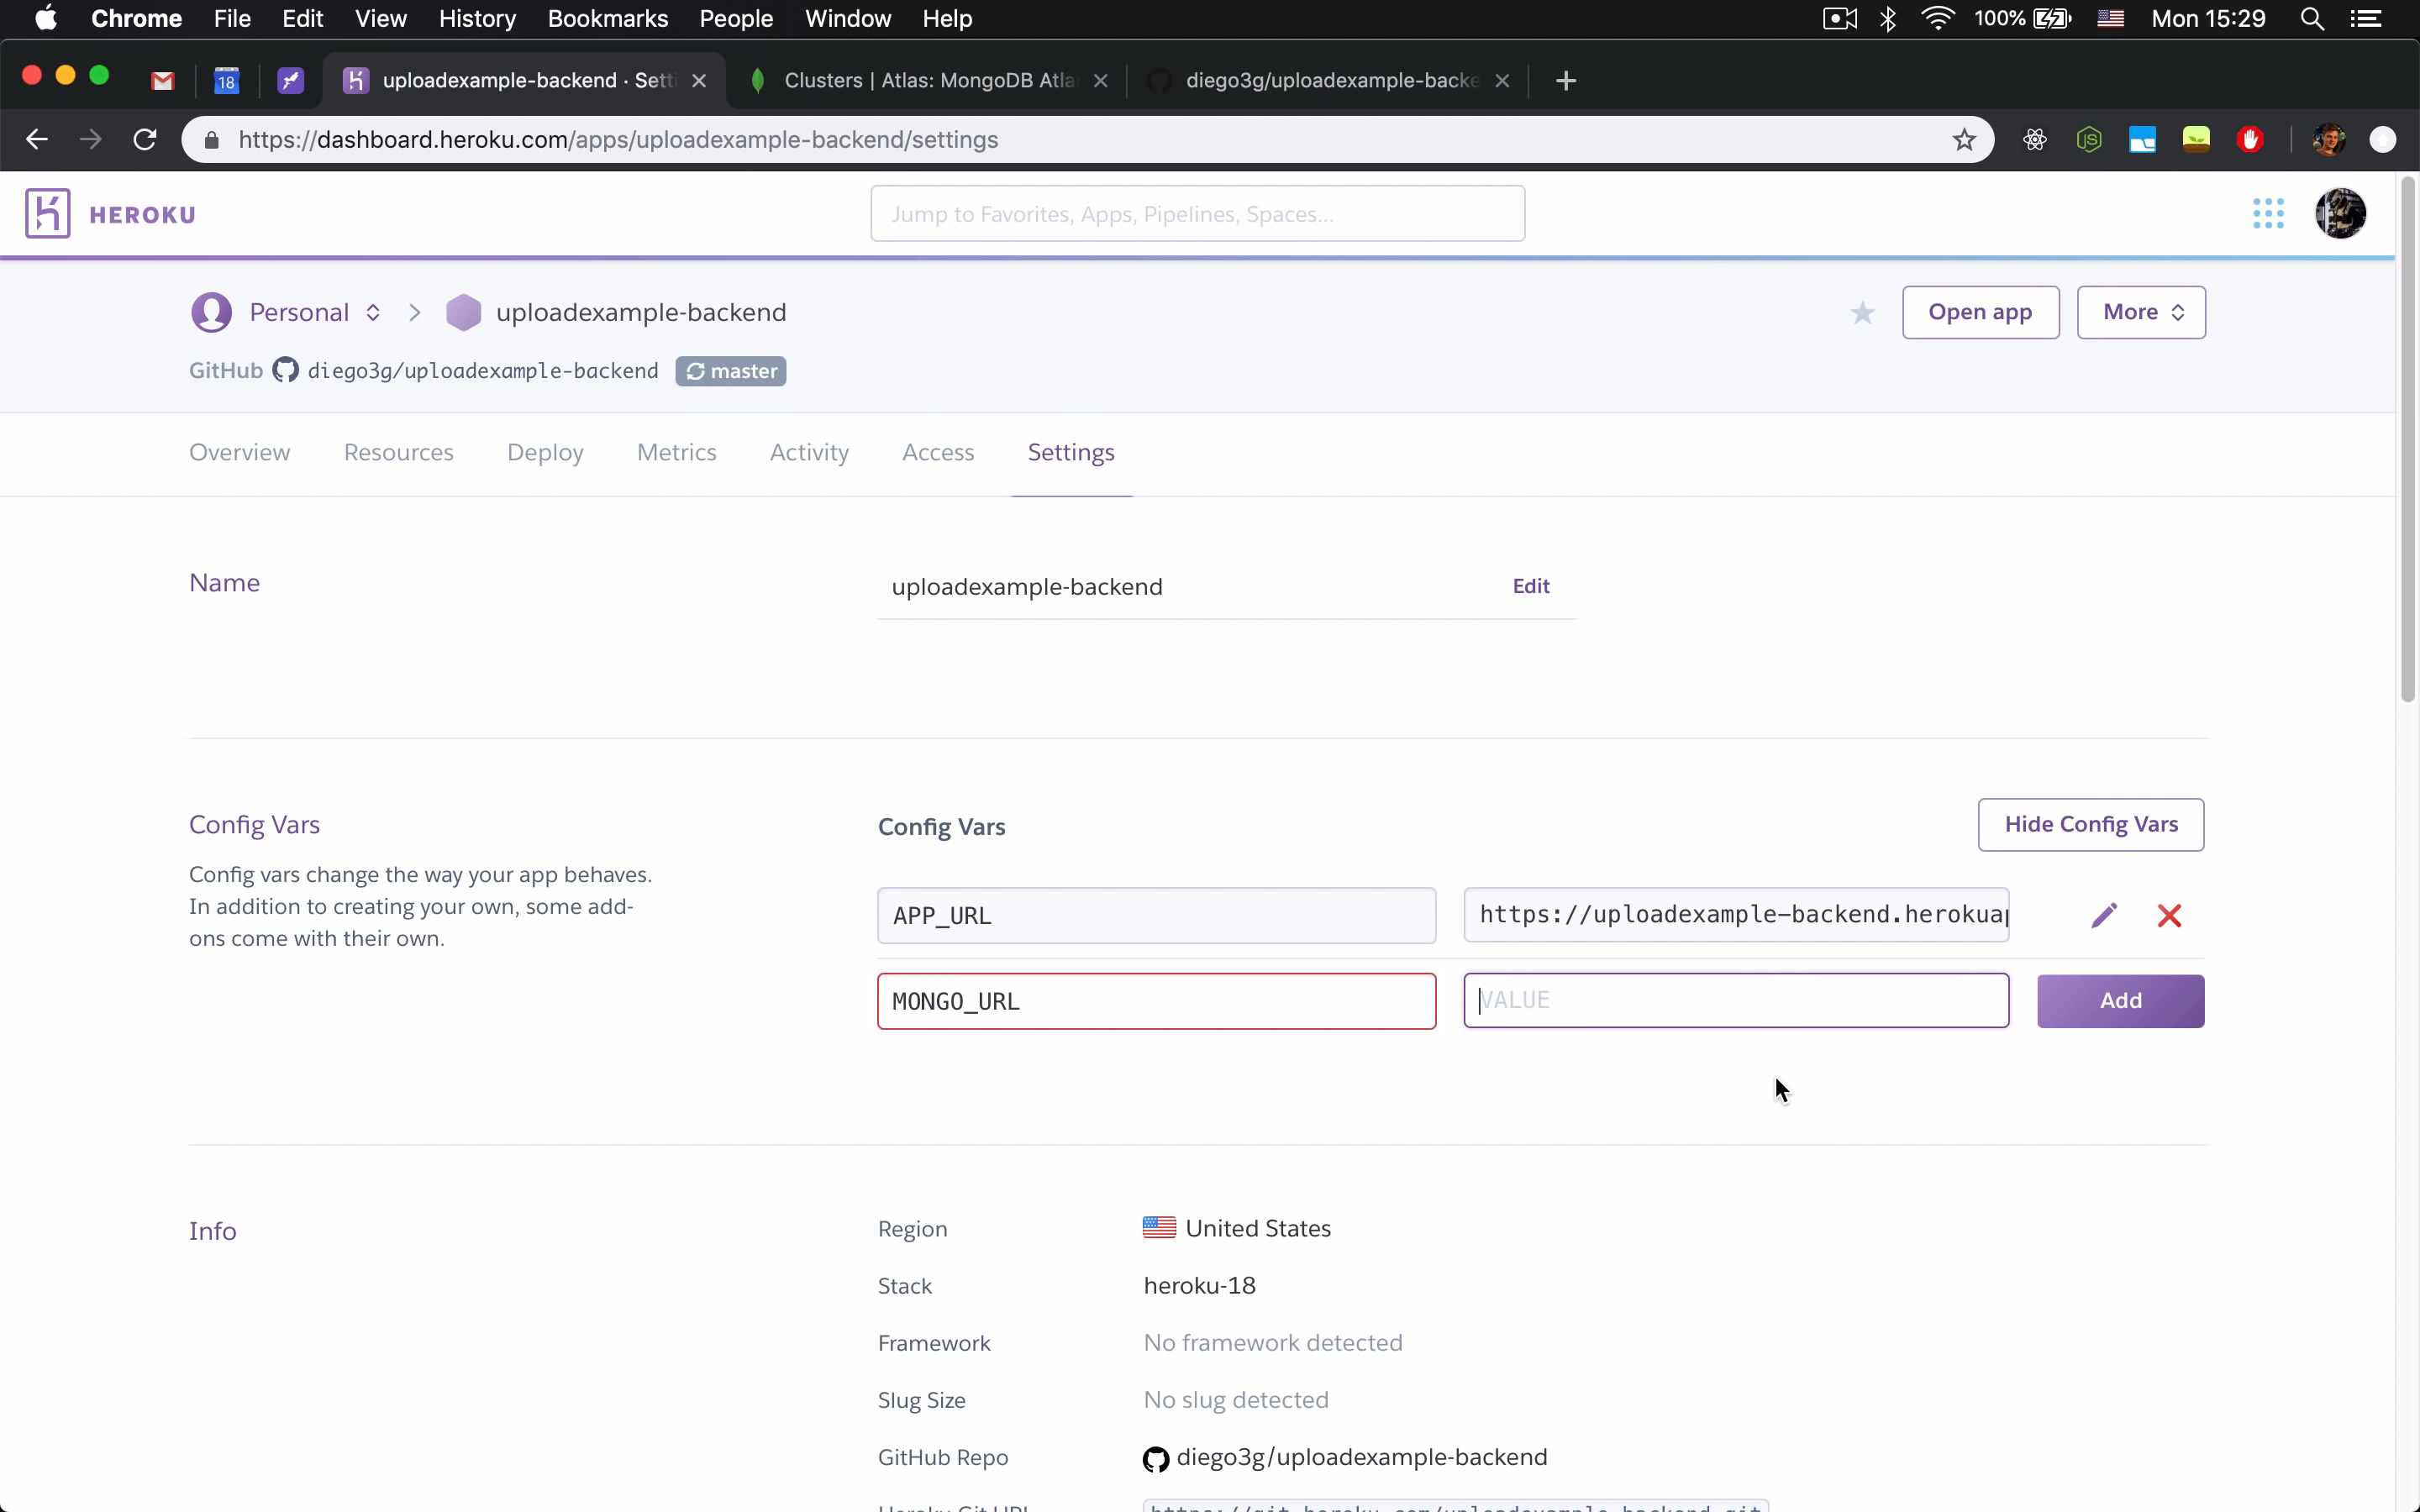 Chrome File Edit View History Bookmarks People Window Help 100% Mon 15:29
18 uploadexample-backend · Setti Clusters | Atlas: MongoDB Atla diego3g/uploadexample-backe
https://dashboard.heroku.com/apps/uploadexample-backend/settings
HEROKU Jump to Favorites, Apps, Pipelines, Spaces...
Personal uploadexample-backend Open app More
GitHub diego3g/uploadexample-backend master
Overview Resources Deploy Metrics Activity Access Settings
Name uploadexample-backend Edit
Config Vars Config Vars Hide Config Vars
Config vars change the way your app behaves.
In addition to creating your own, some add-
ons come with their own.
APP_URL https://uploadexample-backend.herokuap
MONGO_URL VALUE Add
Info Region United States
Stack heroku-18
Framework No framework detected
Slug Size No slug detected
GitHub Repo diego3g/uploadexample-backend
Heroku Git URL https://git.heroku.com/uploadexample-backend.git